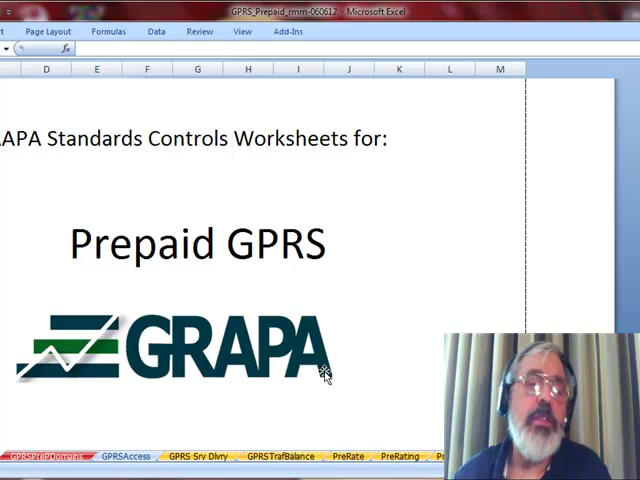 GPRS_Prepaid_rmm-060612 - Microsoft Excel
Page Layout Formulas Data Review View Add-Ins
fx
D E F G H I J K L M
RAPA Standards Controls Worksheets for:
Prepaid GPRS
GRAPA
GPRSPrePDomains GPRSAccess GPRS Srv Dlvry GPRSTrafBalance PreRate PreRating